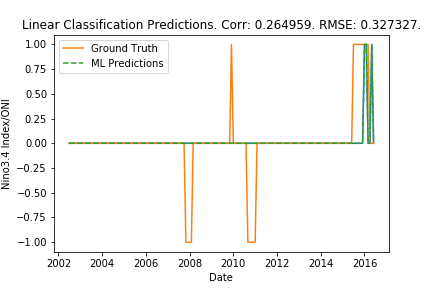 Linear Classification Predictions. Corr: 0.264959. RMSE: 0.327327.
Ground Truth
ML Predictions
1.00
0.75
0.50
0.25
0.00
−0.25
−0.50
−0.75
−1.00
Nino3.4 Index/ONI
2002 2004 2006 2008 2010 2012 2014 2016
Date